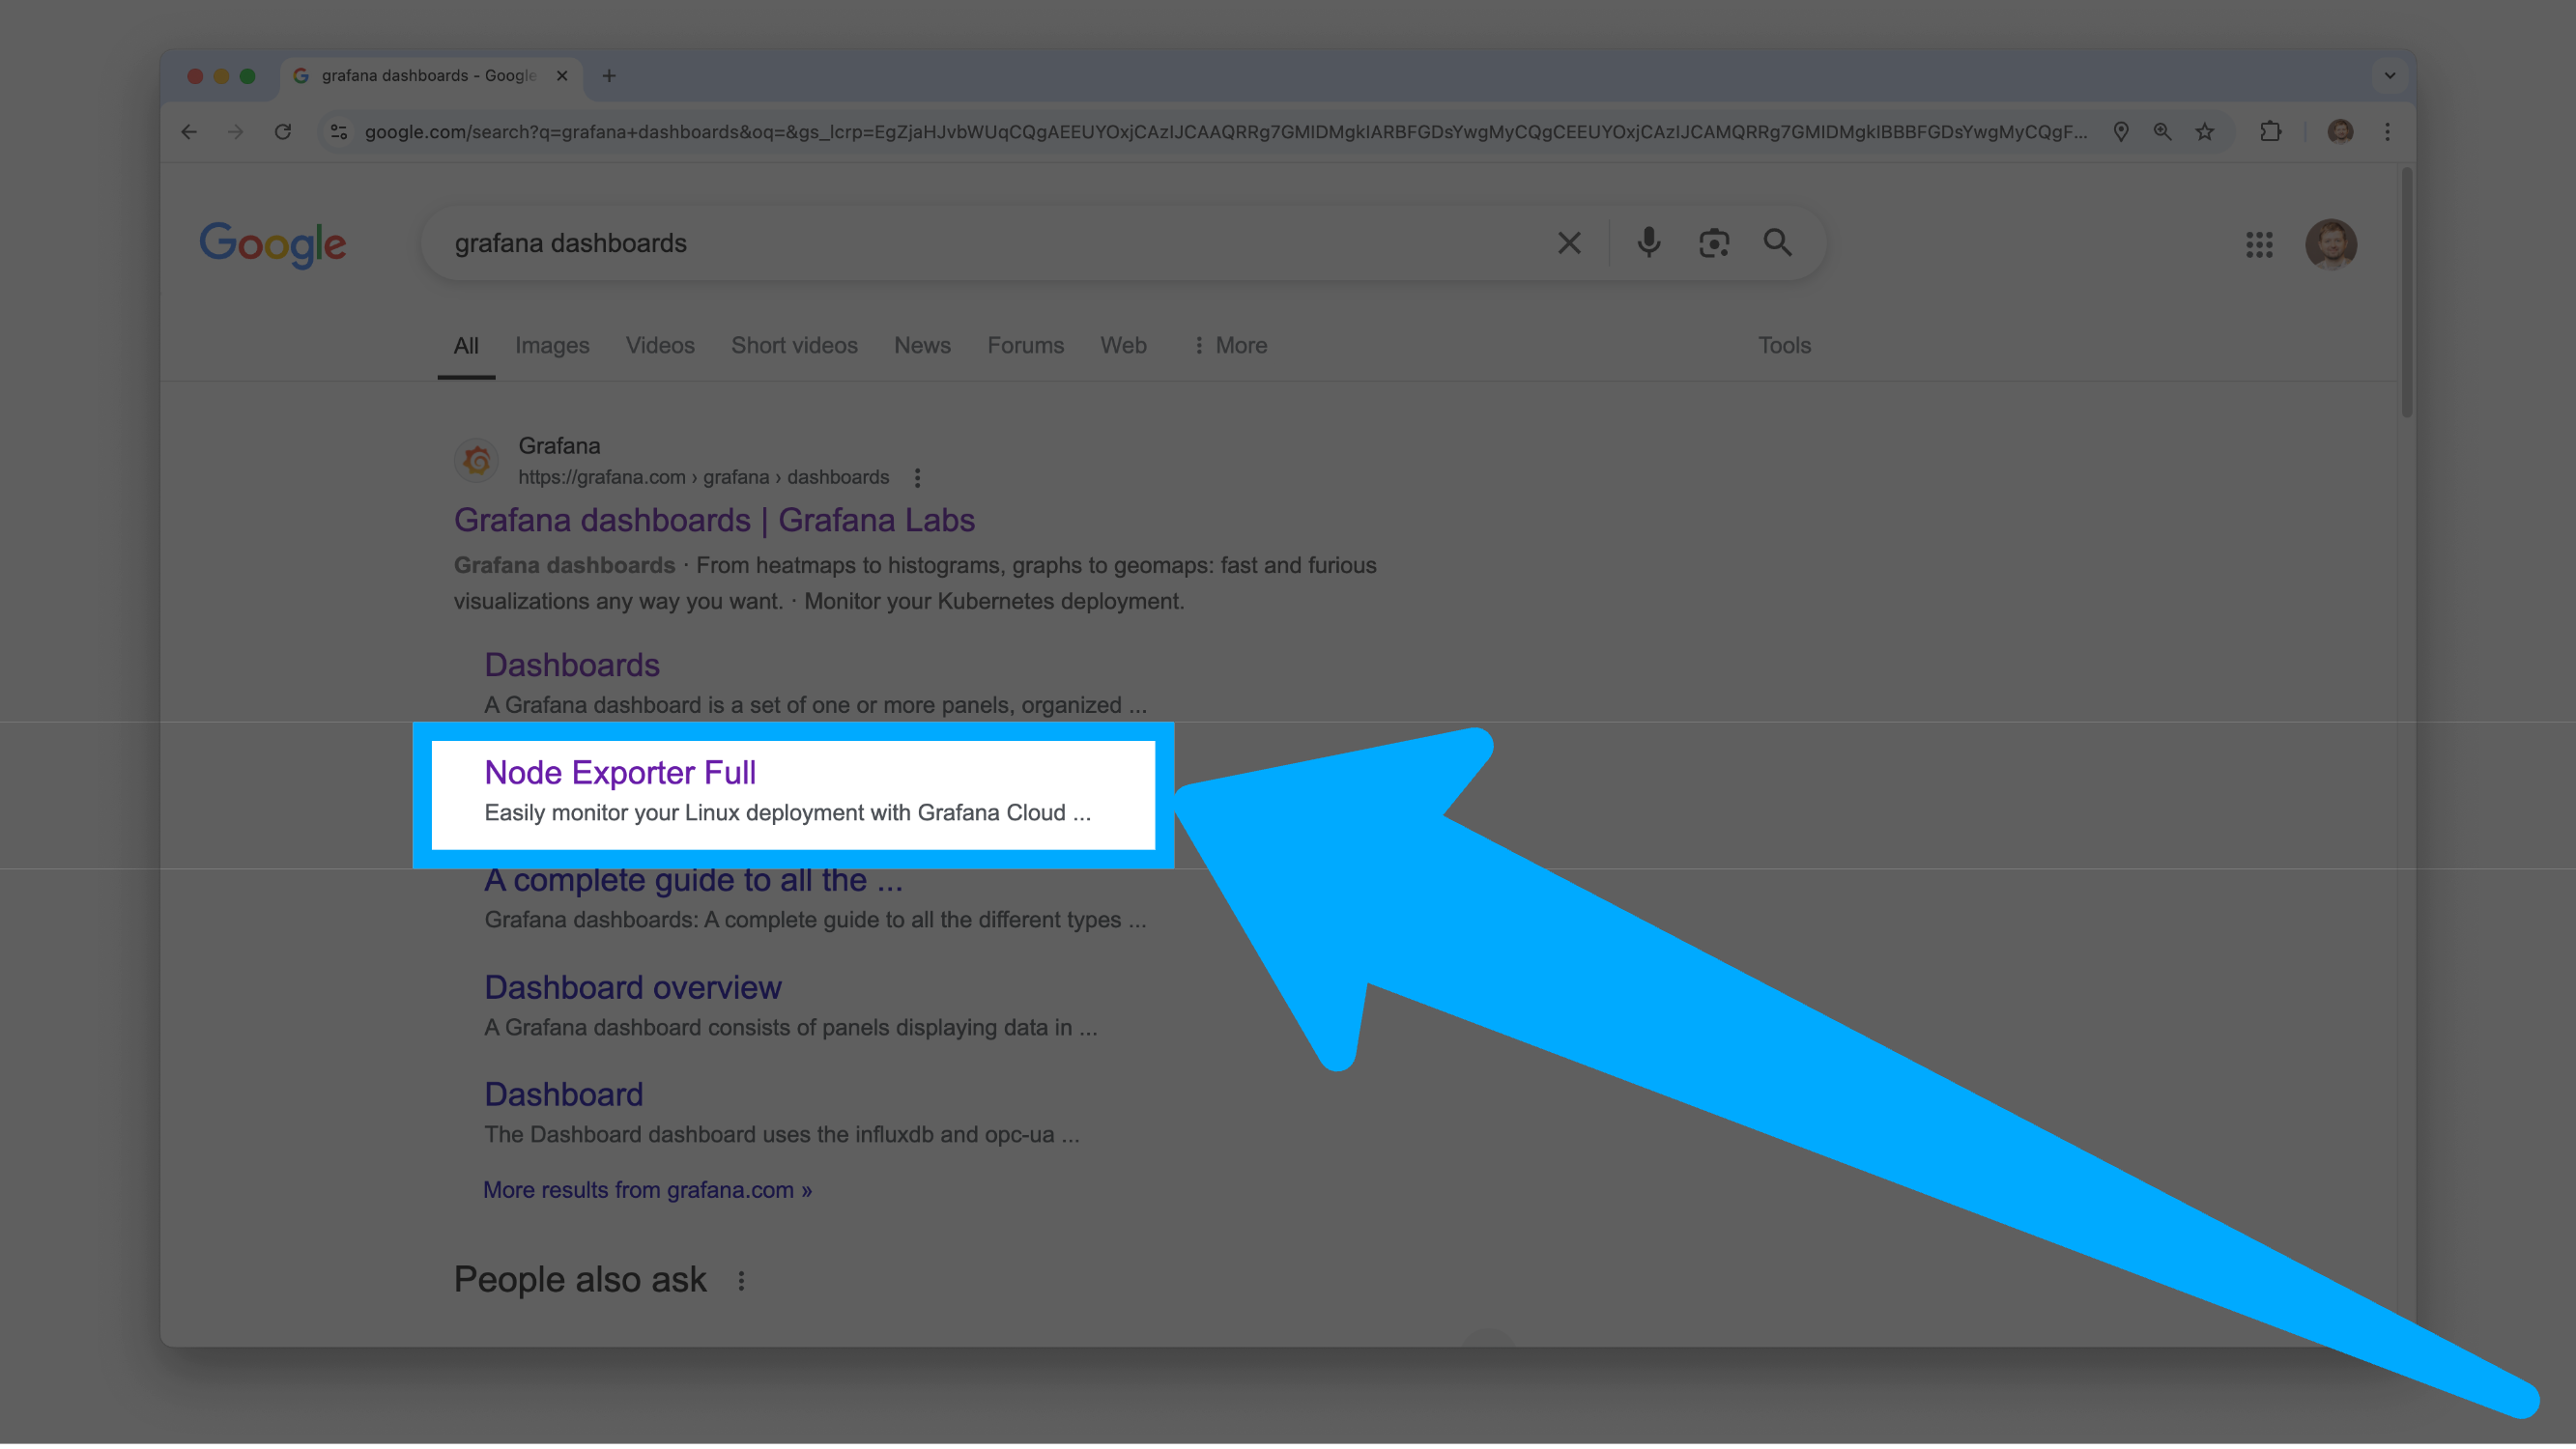 grafana dashboards - Google
google.com/search?q=grafana+dashboards&oq=&gs_lcrp=EgZjaHJvbWUqCQgAEEUYOxjCAzIJCAAQRRg7GMIDMgkIARBFGDsYwgMyCQgCEEUYOxjCAzIJCAMQRRg7GMIDMgkIBBBFGDsYwgMyCQgF...
Google
grafana dashboards
All Images Videos Short videos News Forums Web More Tools
Grafana
https://grafana.com › grafana › dashboards
Grafana dashboards | Grafana Labs
Grafana dashboards · From heatmaps to histograms, graphs to geomaps: fast and furious
visualizations any way you want. · Monitor your Kubernetes deployment.
Dashboards
A Grafana dashboard is a set of one or more panels, organized ...
Node Exporter Full
Easily monitor your Linux deployment with Grafana Cloud ...
A complete guide to all the ...
Grafana dashboards: A complete guide to all the different types ...
Dashboard overview
A Grafana dashboard consists of panels displaying data in ...
Dashboard
The Dashboard dashboard uses the influxdb and opc-ua ...
More results from grafana.com »
People also ask